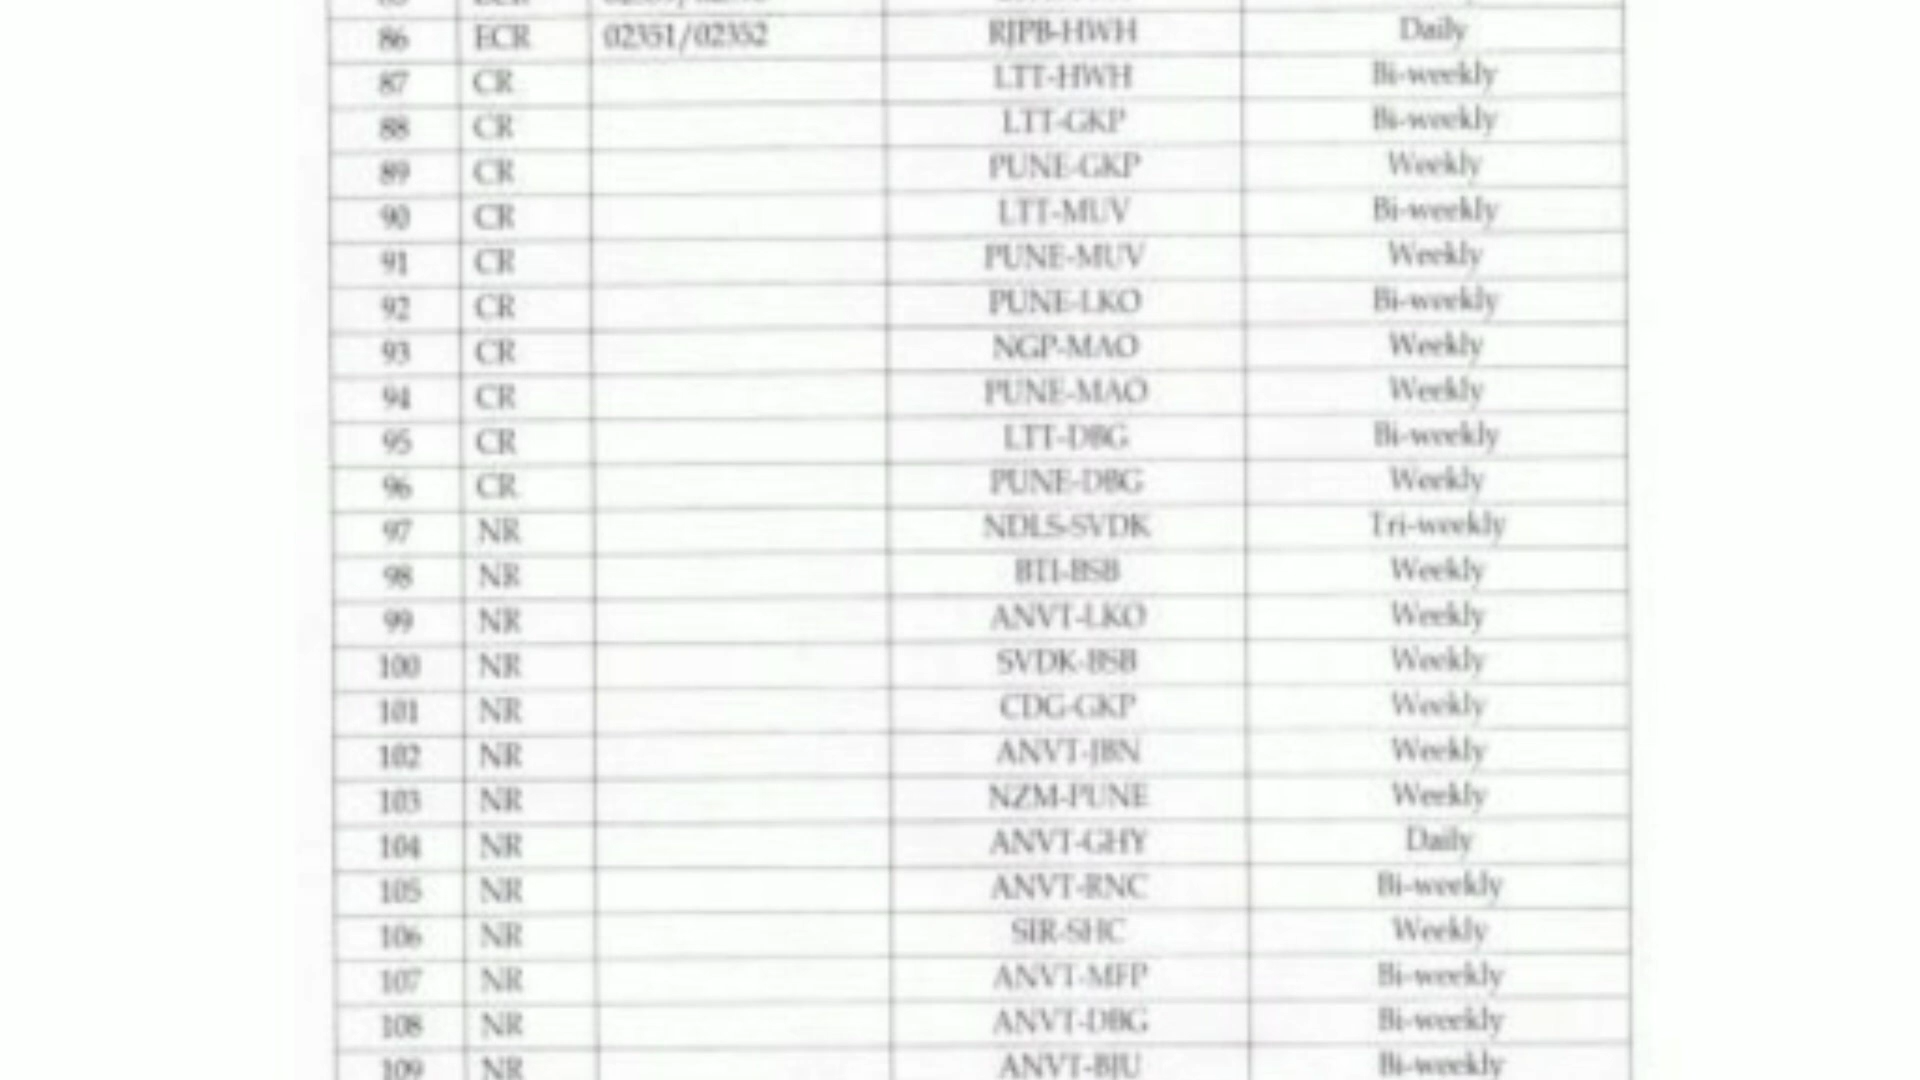 86 ECR 02351/02352 RJPB-HWH Daily
87 CR LTT-HWH Bi-weekly
88 CR LTT-GKP Bi-weekly
89 CR PUNE-GKP Weekly
90 CR LTT-MUV Bi-weekly
91 CR PUNE-MUV Weekly
92 CR PUNE-LKO Bi-weekly
93 CR NGP-MAO Weekly
94 CR PUNE-MAO Weekly
95 CR LTT-DBG Bi-weekly
96 CR PUNE-DBG Weekly
97 NR NDLS-SVDK Tri-weekly
98 NR BTI-BSB Weekly
99 NR ANVT-LKO Weekly
100 NR SVDK-BSB Weekly
101 NR CDG-GKP Weekly
102 NR ANVT-JBN Weekly
103 NR NZM-PUNE Weekly
104 NR ANVT-GHY Daily
105 NR ANVT-RNC Bi-weekly
106 NR SIR-SHC Weekly
107 NR ANVT-MFP Bi-weekly
108 NR ANVT-DBG Bi-weekly
109 NR ANVT-BJU Bi-weekly